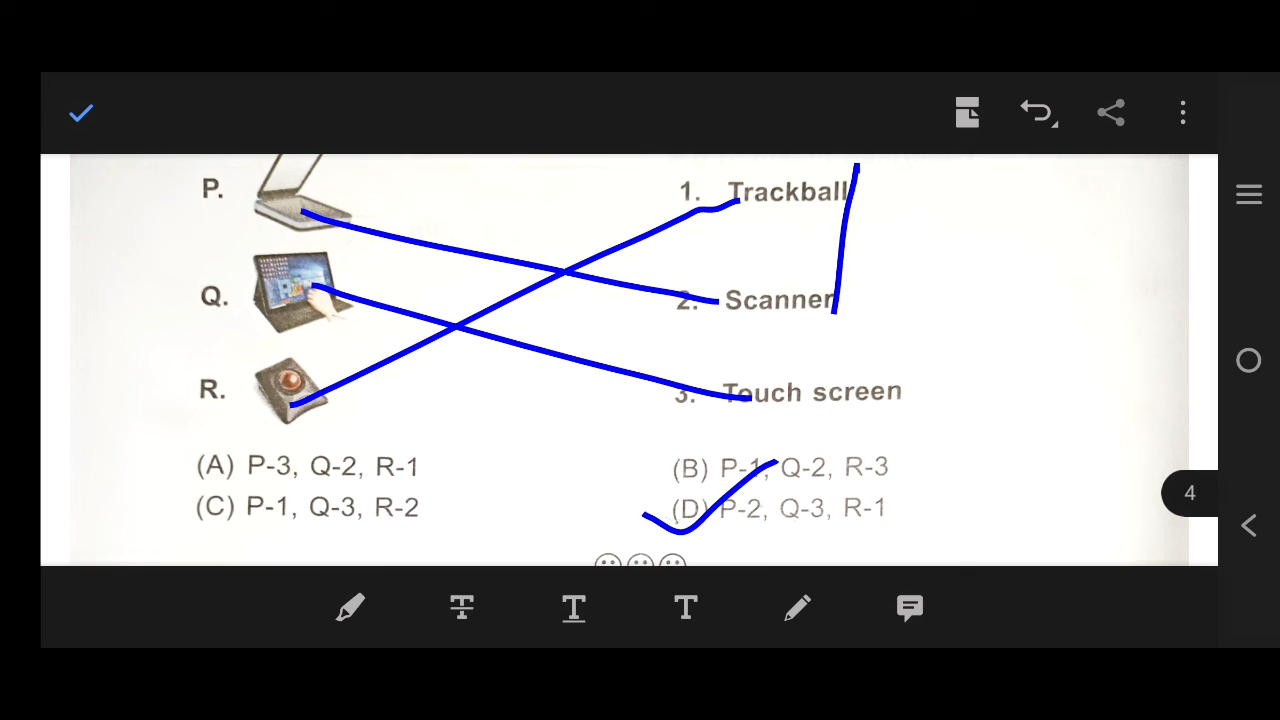 P. 1. Trackball
Q. 2. Scanner
R. 3. Touch screen
(A) P-3, Q-2, R-1 (B) P-1, Q-2, R-3
(C) P-1, Q-3, R-2 (D) P-2, Q-3, R-1
4
T T T